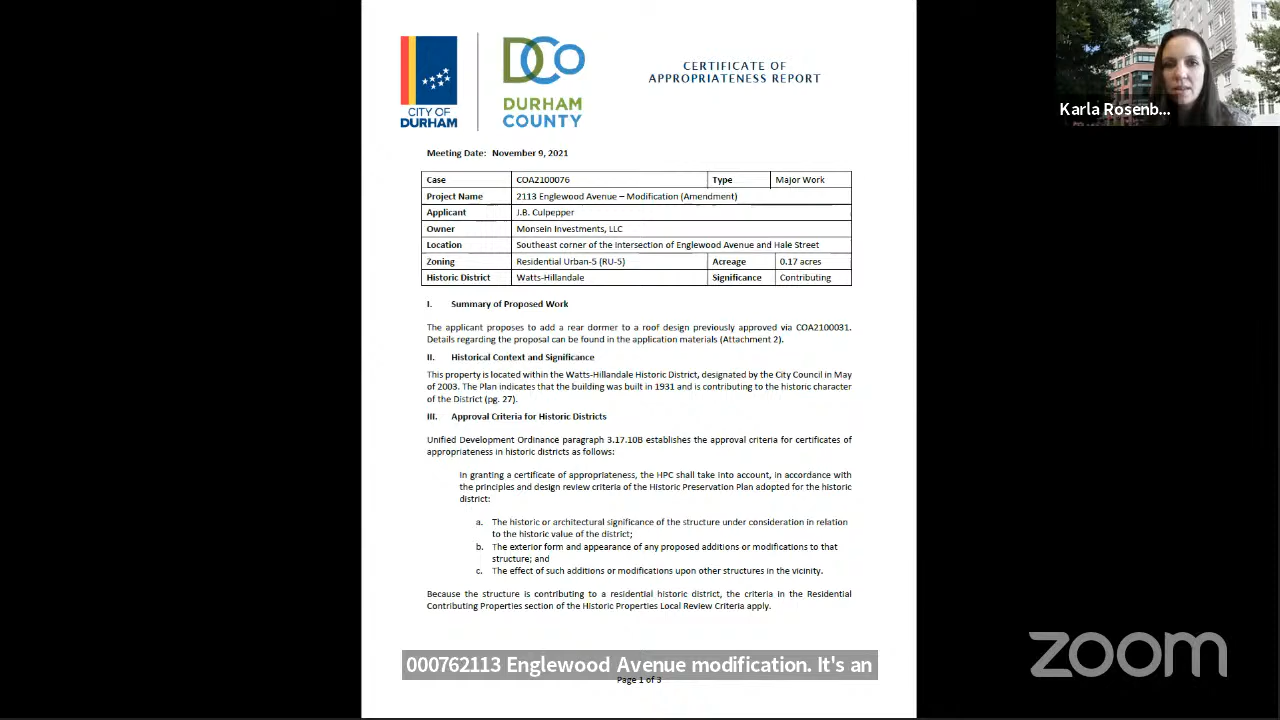 CITY OF
DURHAM
DCO
DURHAM
COUNTY
CERTIFICATE OF
APPROPRIATENESS REPORT
Karla Rosenb...
Meeting Date: November 9, 2021
Case COA2100076 Type Major Work
Project Name 2113 Englewood Avenue – Modification (Amendment)
Applicant J.B. Culpepper
Owner Monsein Investments, LLC
Location Southeast corner of the intersection of Englewood Avenue and Hale Street
Zoning Residential Urban-5 (RU-5) Acreage 0.17 acres
Historic District Watts-Hillandale Significance Contributing
I. Summary of Proposed Work
The applicant proposes to add a rear dormer to a roof design previously approved via COA2100031.
Details regarding the proposal can be found in the application materials (Attachment 2).
II. Historical Context and Significance
This property is located within the Watts-Hillandale Historic District, designated by the City Council in May
of 2003. The Plan indicates that the building was built in 1931 and is contributing to the historic character
of the District (pg. 27).
III. Approval Criteria for Historic Districts
Unified Development Ordinance paragraph 3.17.10B establishes the approval criteria for certificates of
appropriateness in historic districts as follows:
In granting a certificate of appropriateness, the HPC shall take into account, in accordance with
the principles and design review criteria of the Historic Preservation Plan adopted for the historic
district:
a. The historic or architectural significance of the structure under consideration in relation
to the historic value of the district;
b. The exterior form and appearance of any proposed additions or modifications to that
structure; and
c. The effect of such additions or modifications upon other structures in the vicinity.
Because the structure is contributing to a residential historic district, the criteria in the Residential
Contributing Properties section of the Historic Properties Local Review Criteria apply.
000762113 Englewood Avenue modification. It's an
Page 1 of 3
zoom